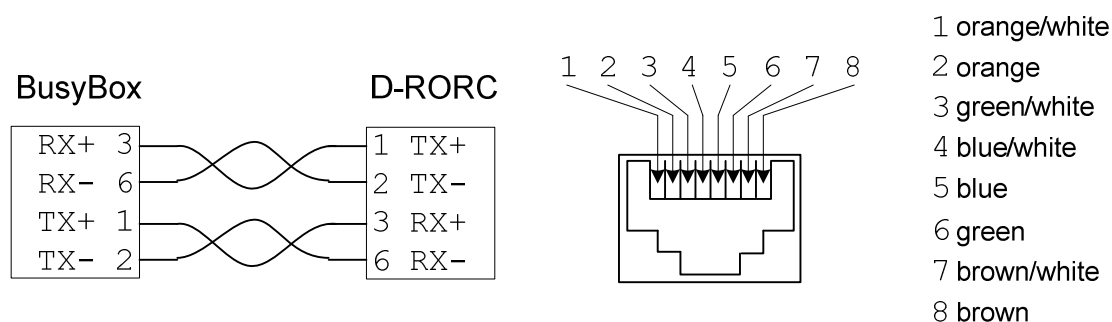 BusyBox
D-RORC
RX+ 3
RX- 6
TX+ 1
TX- 2
1 TX+
2 TX-
3 RX+
6 RX-
1 2 3 4 5 6 7 8
1 orange/white
2 orange
3 green/white
4 blue/white
5 blue
6 green
7 brown/white
8 brown